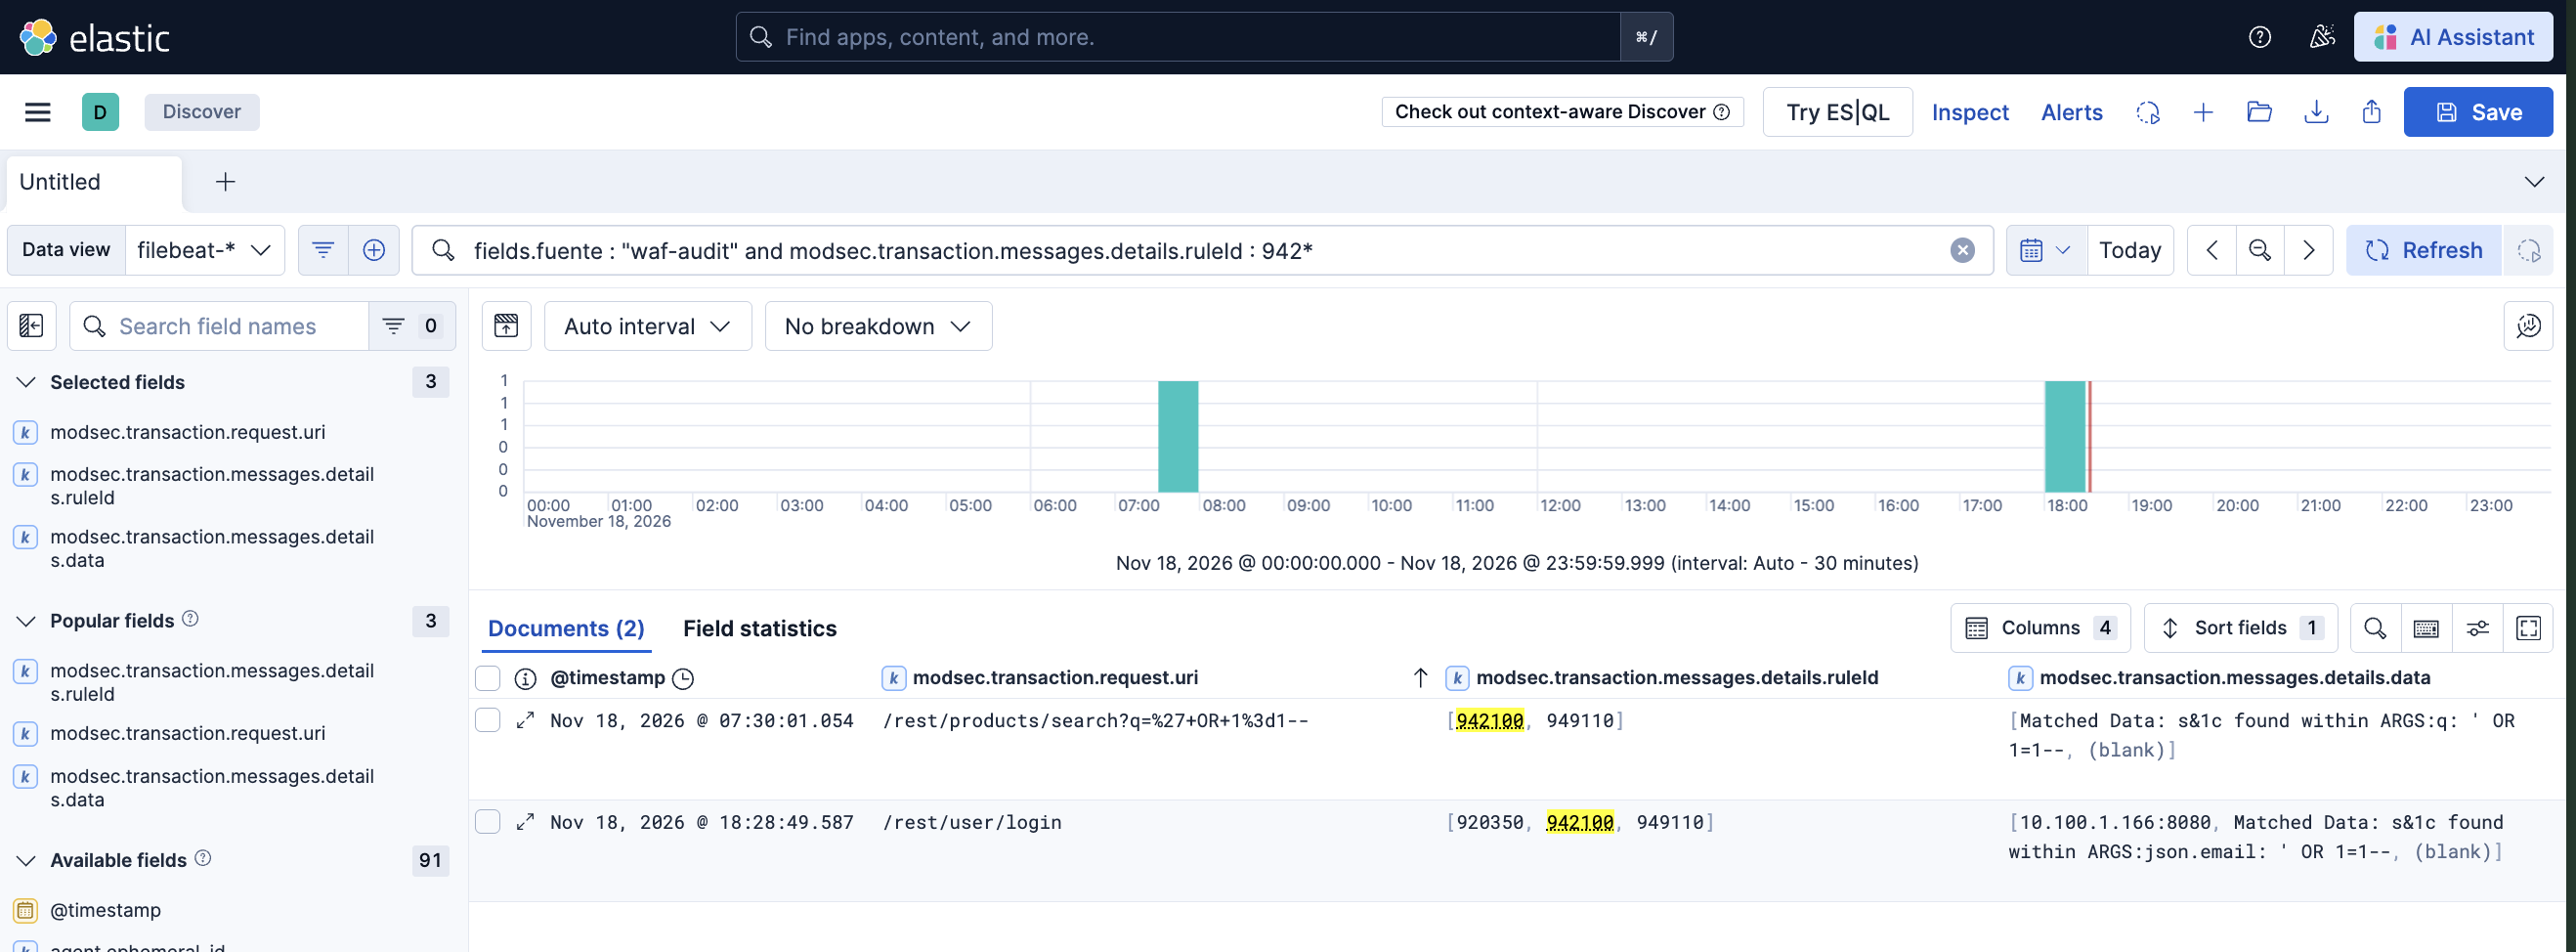 elastic
Find apps, content, and more.
⌘/
AI Assistant
D
Discover
Check out context-aware Discover
Try ES|QL
Inspect
Alerts
Save
Untitled
Data view
filebeat-*
fields.fuente : "waf-audit" and modsec.transaction.messages.details.ruleId : 942*
Today
Refresh
Search field names
0
Auto interval
No breakdown
Selected fields
3
k modsec.transaction.request.uri
k modsec.transaction.messages.detail
s.ruleId
k modsec.transaction.messages.detail
s.data
Popular fields
3
k modsec.transaction.messages.detail
s.ruleId
k modsec.transaction.request.uri
k modsec.transaction.messages.detail
s.data
Available fields
91
@timestamp
1
1
1
0
0
0
00:00 01:00 02:00 03:00 04:00 05:00 06:00 07:00 08:00 09:00 10:00 11:00 12:00 13:00 14:00 15:00 16:00 17:00 18:00 19:00 20:00 21:00 22:00 23:00
November 18, 2026
Nov 18, 2026 @ 00:00:00.000 - Nov 18, 2026 @ 23:59:59.999 (interval: Auto - 30 minutes)
Documents (2)
Field statistics
Columns 4
Sort fields 1
@timestamp
k modsec.transaction.request.uri
k modsec.transaction.messages.details.ruleId
k modsec.transaction.messages.details.data
Nov 18, 2026 @ 07:30:01.054
/rest/products/search?q=%27+OR+1%3d1--
[942100, 949110]
[Matched Data: s&1c found within ARGS:q: ' OR
1=1--, (blank)]
Nov 18, 2026 @ 18:28:49.587
/rest/user/login
[920350, 942100, 949110]
[10.100.1.166:8080, Matched Data: s&1c found
within ARGS:json.email: ' OR 1=1--, (blank)]